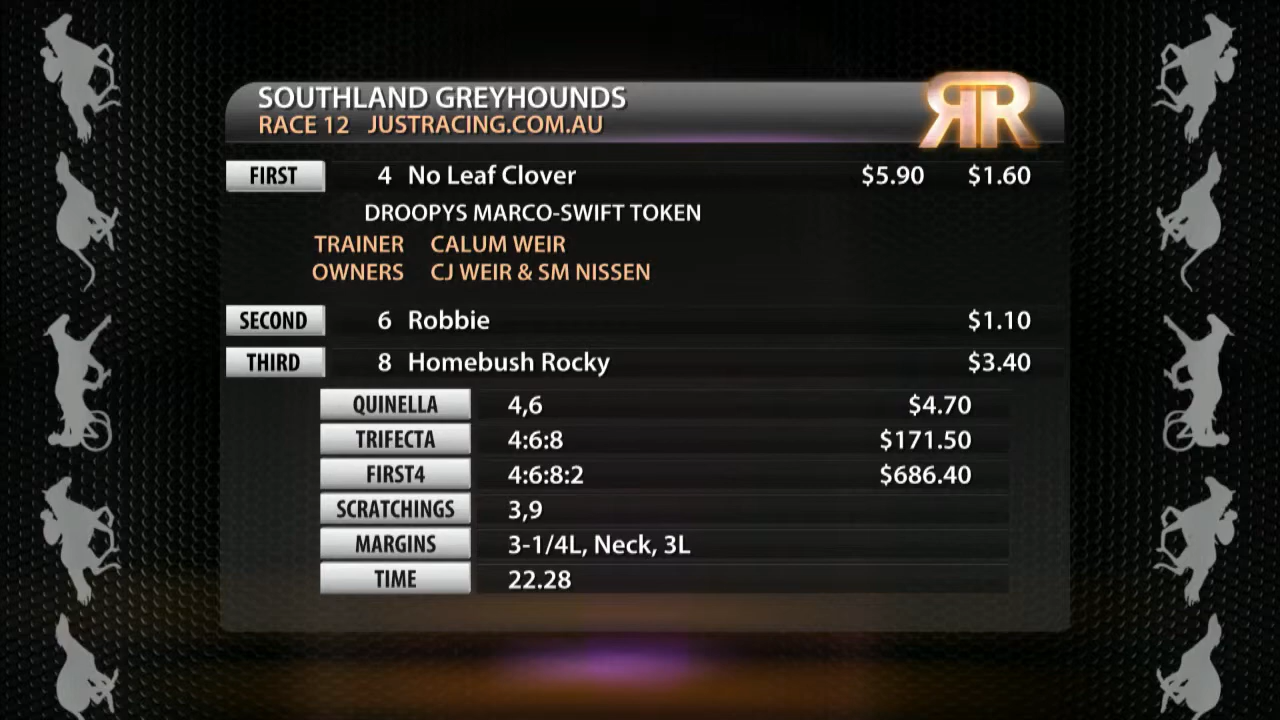 SOUTHLAND GREYHOUNDS
RACE 12 JUSTRACING.COM.AU
RR
FIRST 4 No Leaf Clover $5.90 $1.60
DROOPYS MARCO-SWIFT TOKEN
TRAINER CALUM WEIR
OWNERS CJ WEIR & SM NISSEN
SECOND 6 Robbie $1.10
THIRD 8 Homebush Rocky $3.40
QUINELLA 4,6 $4.70
TRIFECTA 4:6:8 $171.50
FIRST4 4:6:8:2 $686.40
SCRATCHINGS 3,9
MARGINS 3-1/4L, Neck, 3L
TIME 22.28